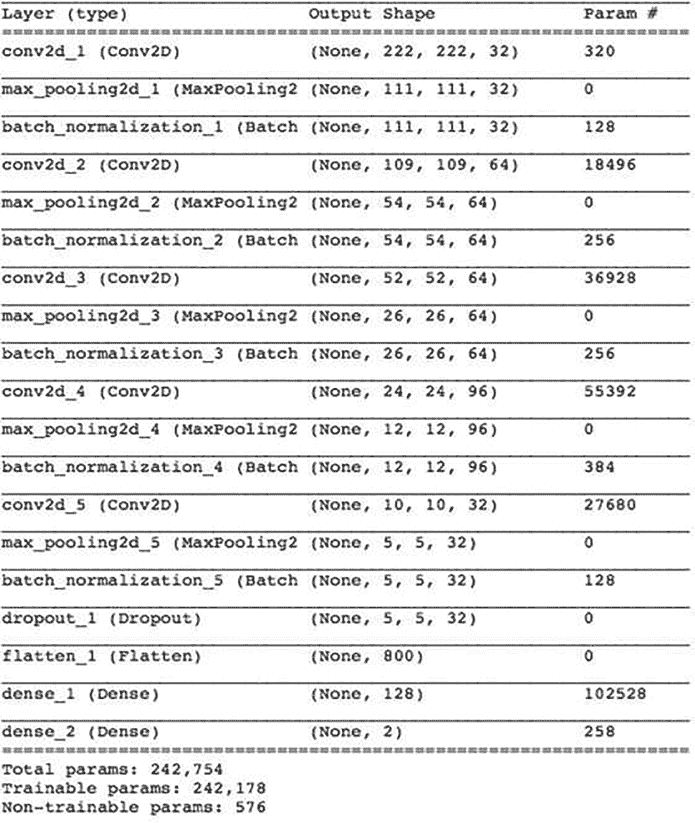 Layer (type) Output Shape Param #
conv2d_1 (Conv2D) (None, 222, 222, 32) 320
max_pooling2d_1 (MaxPooling2 (None, 111, 111, 32) 0
batch_normalization_1 (Batch (None, 111, 111, 32) 128
conv2d_2 (Conv2D) (None, 109, 109, 64) 18496
max_pooling2d_2 (MaxPooling2 (None, 54, 54, 64) 0
batch_normalization_2 (Batch (None, 54, 54, 64) 256
conv2d_3 (Conv2D) (None, 52, 52, 64) 36928
max_pooling2d_3 (MaxPooling2 (None, 26, 26, 64) 0
batch_normalization_3 (Batch (None, 26, 26, 64) 256
conv2d_4 (Conv2D) (None, 24, 24, 96) 55392
max_pooling2d_4 (MaxPooling2 (None, 12, 12, 96) 0
batch_normalization_4 (Batch (None, 12, 12, 96) 384
conv2d_5 (Conv2D) (None, 10, 10, 32) 27680
max_pooling2d_5 (MaxPooling2 (None, 5, 5, 32) 0
batch_normalization_5 (Batch (None, 5, 5, 32) 128
dropout_1 (Dropout) (None, 5, 5, 32) 0
flatten_1 (Flatten) (None, 800) 0
dense_1 (Dense) (None, 128) 102528
dense_2 (Dense) (None, 2) 258
Total params: 242,754
Trainable params: 242,178
Non-trainable params: 576